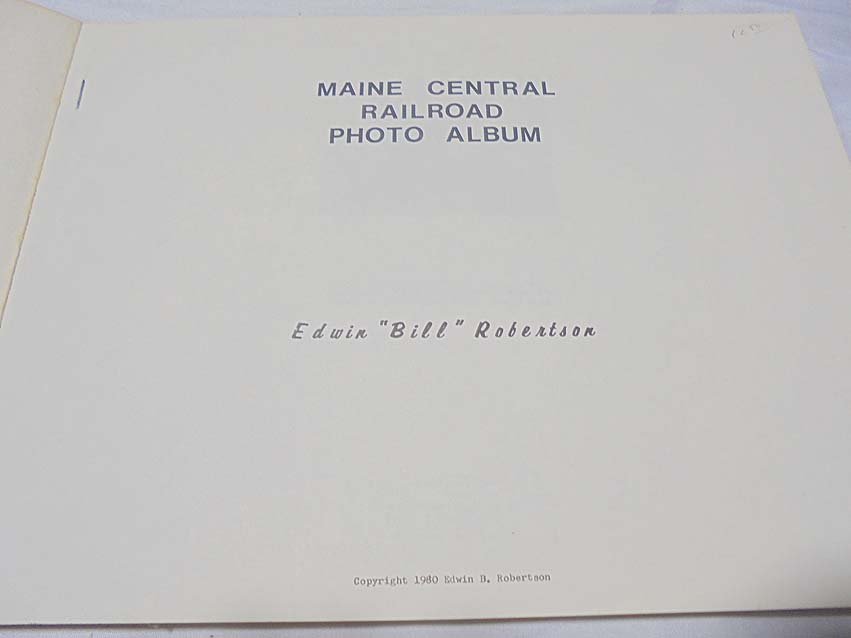 MAINE CENTRAL
RAILROAD
PHOTO ALBUM
Edwin "Bill" Robertson
Copyright 1980 Edwin B. Robertson